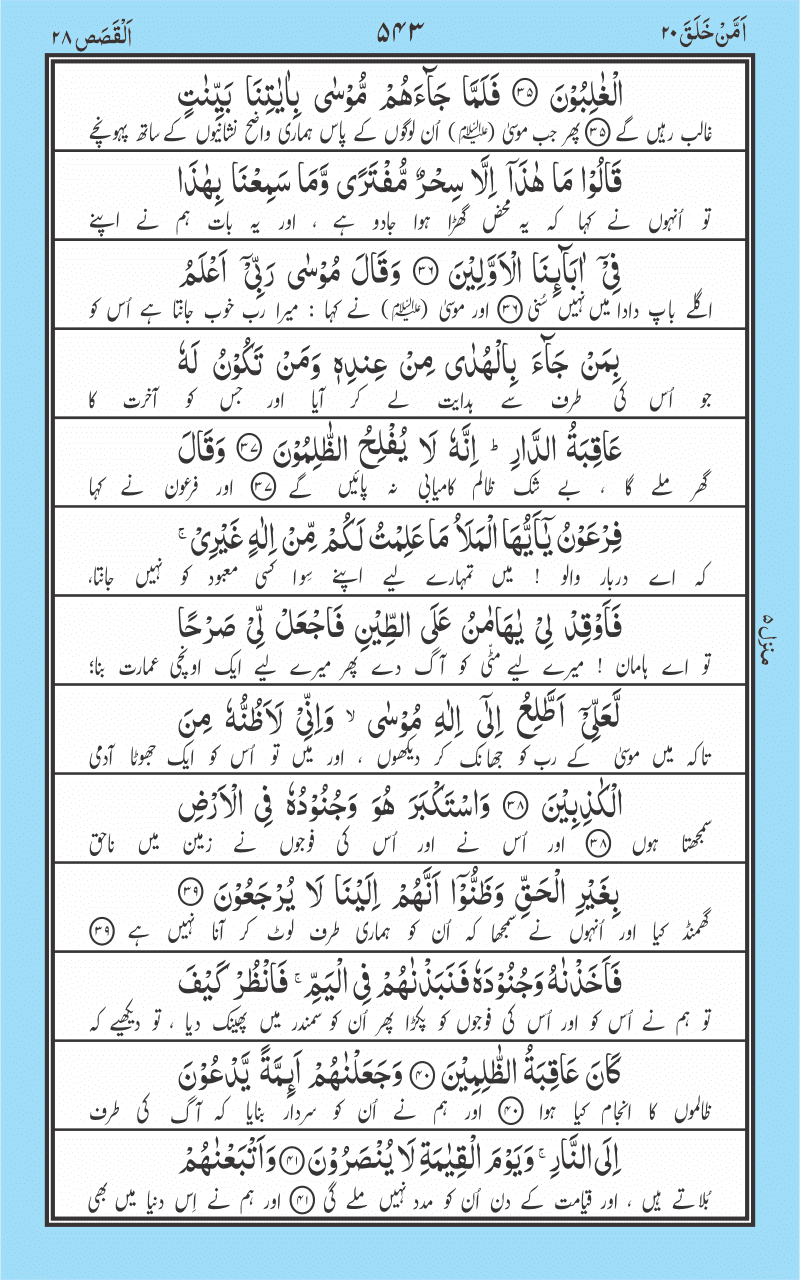 اَمَّنْ خَلَقَ ٢٠
٥٤٣
اَلْقَصَص ٢٨
الْغٰلِبُوْنَ ﴿٣٥﴾ فَلَمَّا جَآءَهُمْ مُّوْسٰى بِاٰيٰتِنَا بَيِّنٰتٍ
غالب رہیں گے ﴿٣٥﴾ پھر جب موسیٰ (علیہ السلام) اُن لوگوں کے پاس ہماری واضح نشانیوں کے ساتھ پہونچے
قَالُوْا مَا هٰذَآ اِلَّا سِحْرٌ مُّفْتَرًى وَّمَا سَمِعْنَا بِهٰذَا
تو اُنہوں نے کہا کہ یہ محض گھڑا ہوا جادو ہے ، اور یہ بات ہم نے اپنے
فِيْٓ اٰبَآئِنَا الْاَوَّلِيْنَ ﴿٣٦﴾ وَقَالَ مُوْسٰى رَبِّيْٓ اَعْلَمُ
اگلے باپ دادا میں نہیں سُنی ﴿٣٦﴾ اور موسیٰ (علیہ السلام) نے کہا : میرا رب خوب جانتا ہے اُس کو
بِمَنْ جَآءَ بِالْهُدٰى مِنْ عِنْدِهٖ وَمَنْ تَكُوْنُ لَهٗ
جو اُس کی طرف سے ہدایت لے کر آیا اور جس کو آخرت کا
عَاقِبَةُ الدَّارِ ؕ اِنَّهٗ لَا يُفْلِحُ الظّٰلِمُوْنَ ﴿٣٧﴾ وَقَالَ
گھر ملے گا ، بے شک ظالم کامیابی نہ پائیں گے ﴿٣٧﴾ اور فرعون نے کہا
فِرْعَوْنُ يٰٓاَيُّهَا الْمَلَاُ مَا عَلِمْتُ لَكُمْ مِّنْ اِلٰهٍ غَيْرِيْ ۚ
کہ اے دربار والو ! میں تمہارے لیے اپنے سِوا کسی معبود کو نہیں جانتا،
فَاَوْقِدْ لِيْ يٰهَامٰنُ عَلَى الطِّيْنِ فَاجْعَلْ لِّيْ صَرْحًا
تو اے ہامان ! میرے لیے مٹّی کو آگ دے پھر میرے لیے ایک اونچی عمارت بنا؛
لَّعَلِّيْٓ اَطَّلِعُ اِلٰٓى اِلٰهِ مُوْسٰى ۙ وَاِنِّيْ لَاَظُنُّهٗ مِنَ
تاکہ میں موسیٰ کے رب کو جھانک کر دیکھوں ، اور میں تو اُس کو ایک جھوٹا آدمی
الْكٰذِبِيْنَ ﴿٣٨﴾ وَاسْتَكْبَرَ هُوَ وَجُنُوْدُهٗ فِي الْاَرْضِ
سمجھتا ہوں ﴿٣٨﴾ اور اُس نے اور اُس کی فوجوں نے زمین میں ناحق
بِغَيْرِ الْحَقِّ وَظَنُّوْٓا اَنَّهُمْ اِلَيْنَا لَا يُرْجَعُوْنَ ﴿٣٩﴾
گھمنڈ کیا اور اُنہوں نے سمجھا کہ اُن کو ہماری طرف لوٹ کر آنا نہیں ہے ﴿٣٩﴾
فَاَخَذْنٰهُ وَجُنُوْدَهٗ فَنَبَذْنٰهُمْ فِي الْيَمِّ ۚ فَانْظُرْ كَيْفَ
تو ہم نے اُس کو اور اُس کی فوجوں کو پکڑا پھر اُن کو سمندر میں پھینک دیا ، تو دیکھیے کہ
كَانَ عَاقِبَةُ الظّٰلِمِيْنَ ﴿٤٠﴾ وَجَعَلْنٰهُمْ اَئِمَّةً يَّدْعُوْنَ
ظالموں کا انجام کیا ہوا ﴿٤٠﴾ اور ہم نے اُن کو سردار بنایا کہ آگ کی طرف
اِلَى النَّارِ ۚ وَيَوْمَ الْقِيٰمَةِ لَا يُنْصَرُوْنَ ﴿٤١﴾ وَاَتْبَعْنٰهُمْ
بُلاتے ہیں ، اور قیامت کے دن اُن کو مدد نہیں ملے گی ﴿٤١﴾ اور ہم نے اِس دنیا میں بھی
منزل ٥